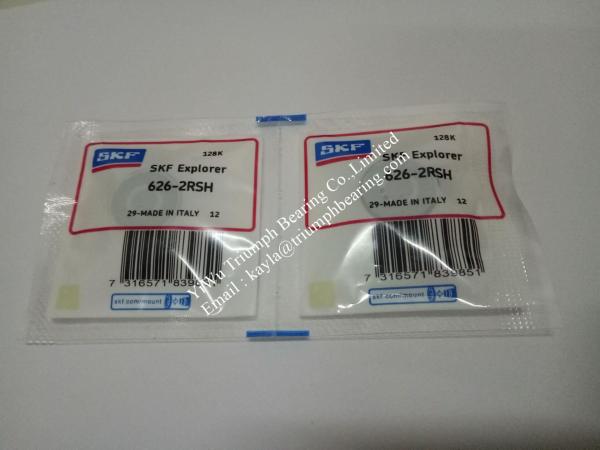 SKF
128K
SKF Explorer
626-2RSH
29-MADE IN ITALY 12
7 316571 839851
skf.com/mount
SKF
128K
SKF Explorer
626-2RSH
29-MADE IN ITALY 12
7 316571 839851
skf.com/mount
YiWu Triumph Bearing Co.,Limited
Email : kayla@triumphbearing.com